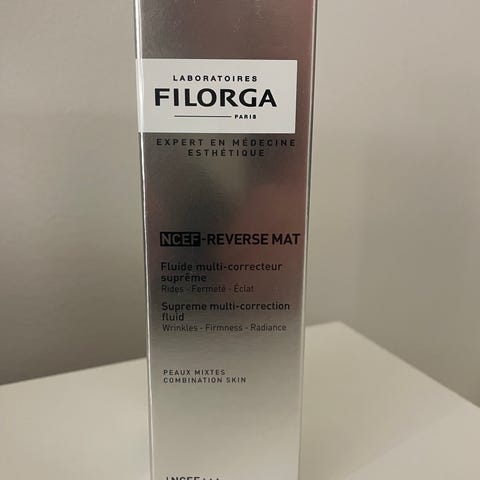 LABORATOIRES
FILORGA
PARIS
EXPERT EN MÉDECINE
ESTHÉTIQUE
NCEF-REVERSE MAT
Fluide multi-correcteur
suprême
Rides - Fermeté - Éclat
Supreme multi-correction
fluid
Wrinkles - Firmness - Radiance
PEAUX MIXTES
COMBINATION SKIN